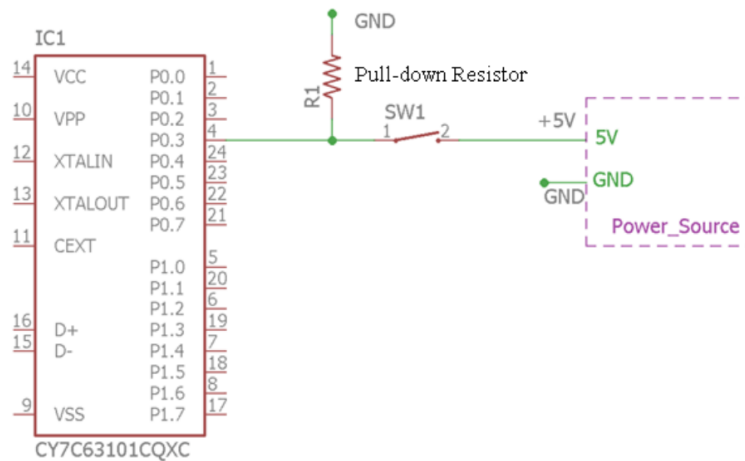 GND
IC1
14 VCC P0.0 1
P0.1 2
10 VPP P0.2 3
P0.3 4
12 XTALIN P0.4 24
P0.5 23
13 XTALOUT P0.6 22
P0.7 21
11 CEXT
P1.0 5
P1.1 20
P1.2 6
16 D+ P1.3 19
15 D- P1.4 7
P1.5 18
P1.6 8
9 VSS P1.7 17
CY7C63101CQXC
R1
Pull-down Resistor
SW1
1 2
+5V
5V
GND
GND
Power_Source